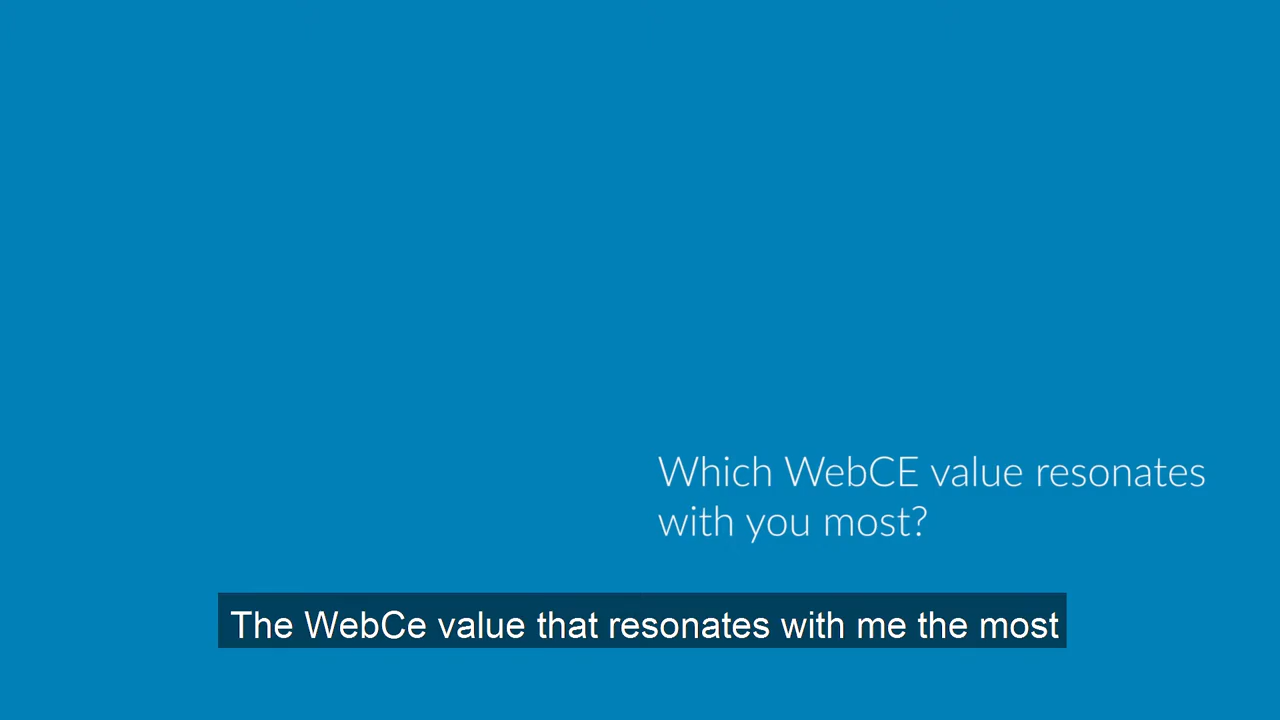 Which WebCE value resonates
with you most?
The WebCe value that resonates with me the most